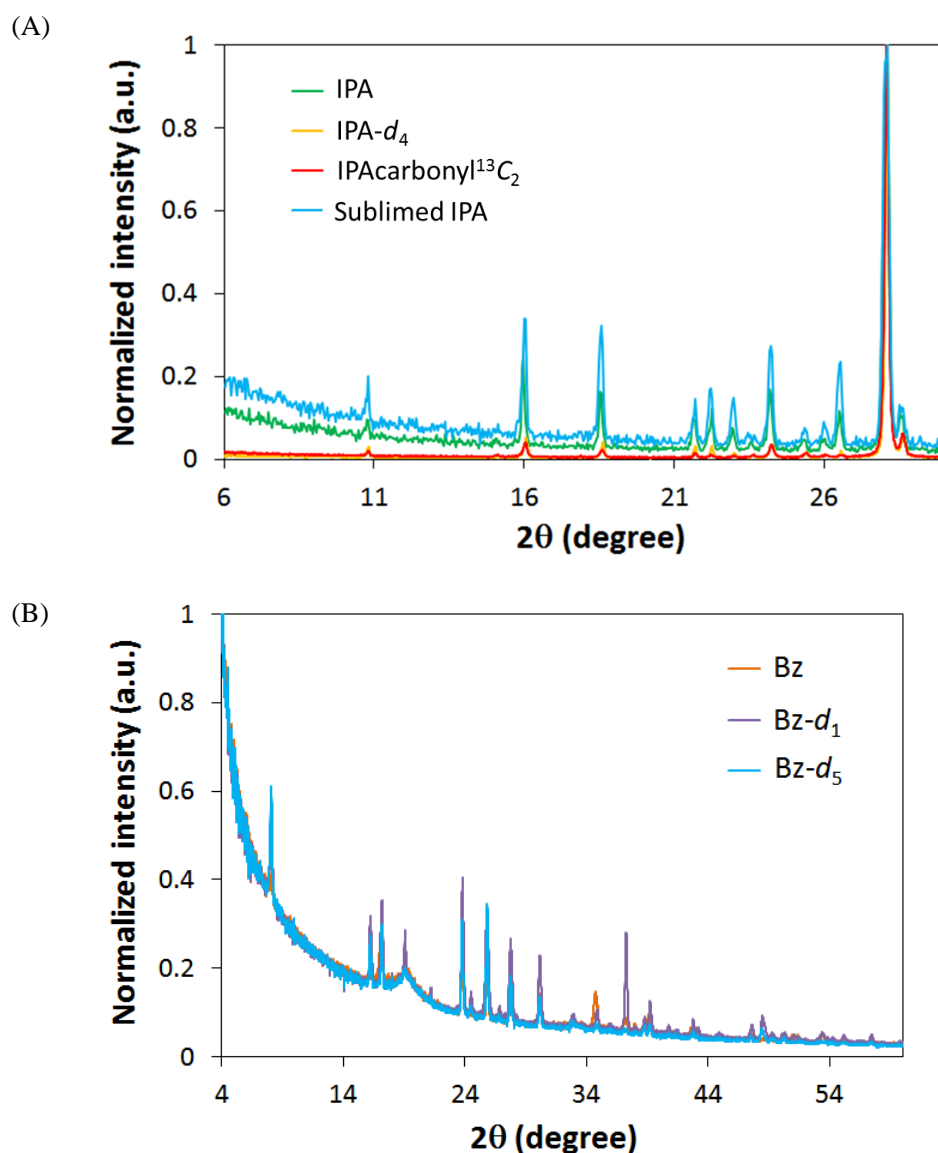 (A)
Normalized intensity (a.u.)
1
0.8
0.6
0.4
0.2
0
IPA
IPA-d₄
IPAcarbonyl¹³C₂
Sublimed IPA
6 11 16 21 26
2θ (degree)
(B)
Normalized intensity (a.u.)
1
0.8
0.6
0.4
0.2
0
Bz
Bz-d₁
Bz-d₅
4 14 24 34 44 54
2θ (degree)